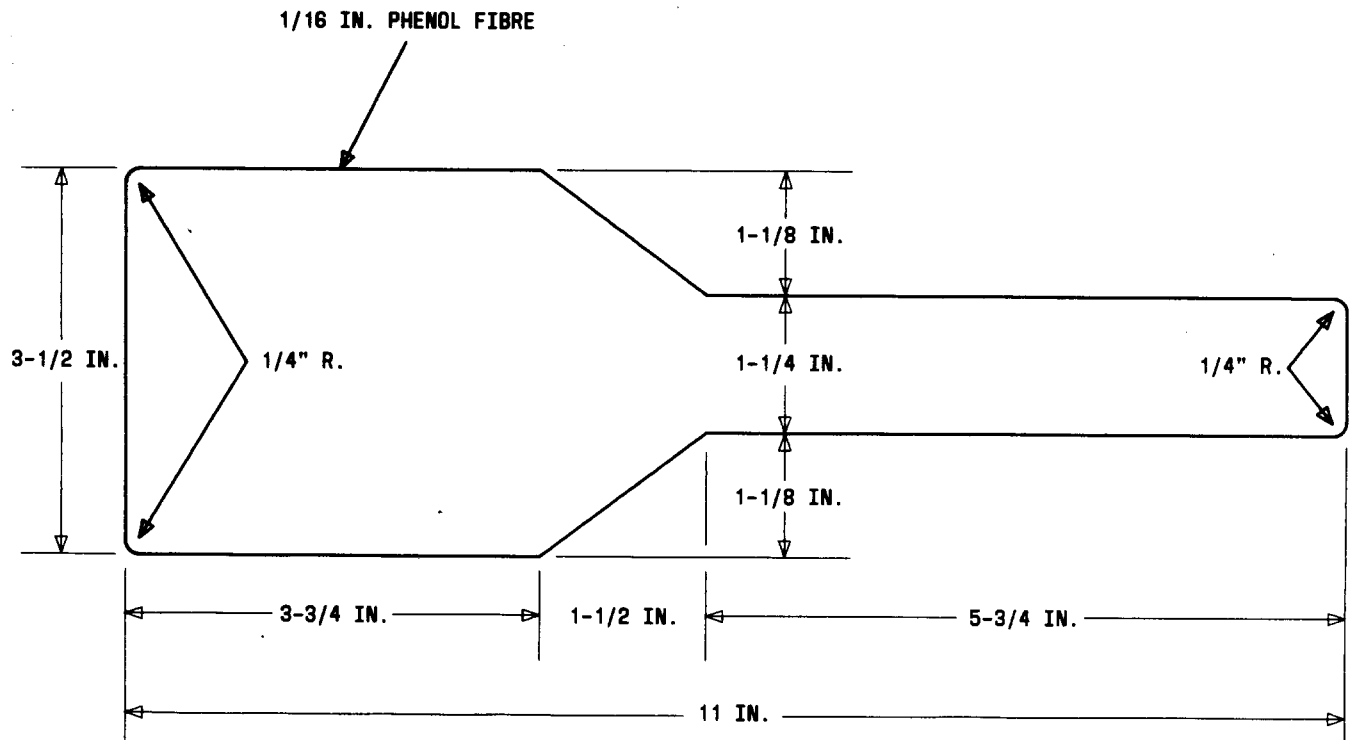 1/16 IN. PHENOL FIBRE
1-1/8 IN.
3-1/2 IN.
1/4" R.
1-1/4 IN.
1/4" R.
1-1/8 IN.
3-3/4 IN.
1-1/2 IN.
5-3/4 IN.
11 IN.